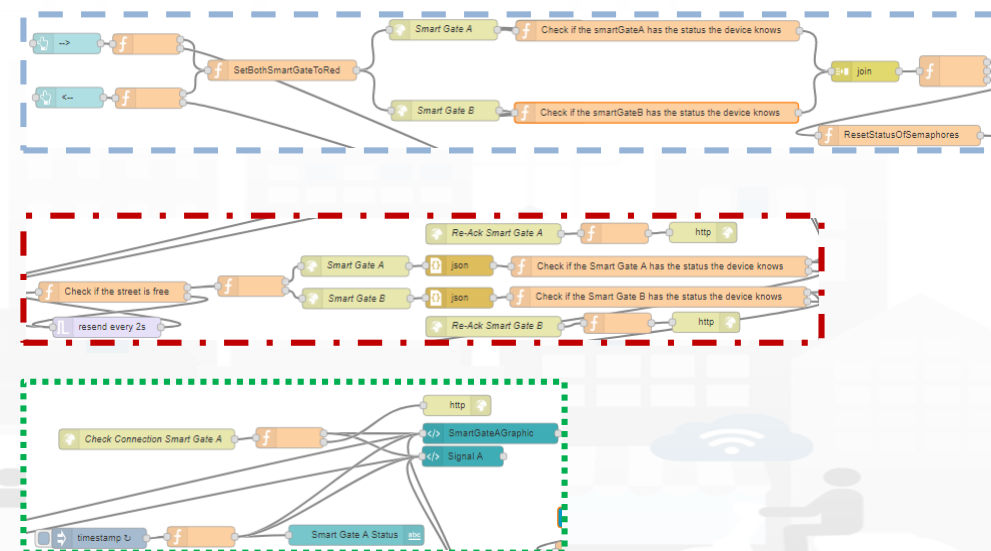 -->
Smart Gate A
Check if the smartGateA has the status the device knows
SetBothSmartGateToRed
join
<--
Smart Gate B
Check if the smartGateB has the status the device knows
ResetStatusOfSemaphores
Re-Ack Smart Gate A
http
Smart Gate A
json
Check if the Smart Gate A has the status the device knows
Check if the street is free
Smart Gate B
json
Check if the Smart Gate B has the status the device knows
resend every 2s
Re-Ack Smart Gate B
http
http
Check Connection Smart Gate A
SmartGateAGraphic
Signal A
timestamp ↻
Smart Gate A Status
abc